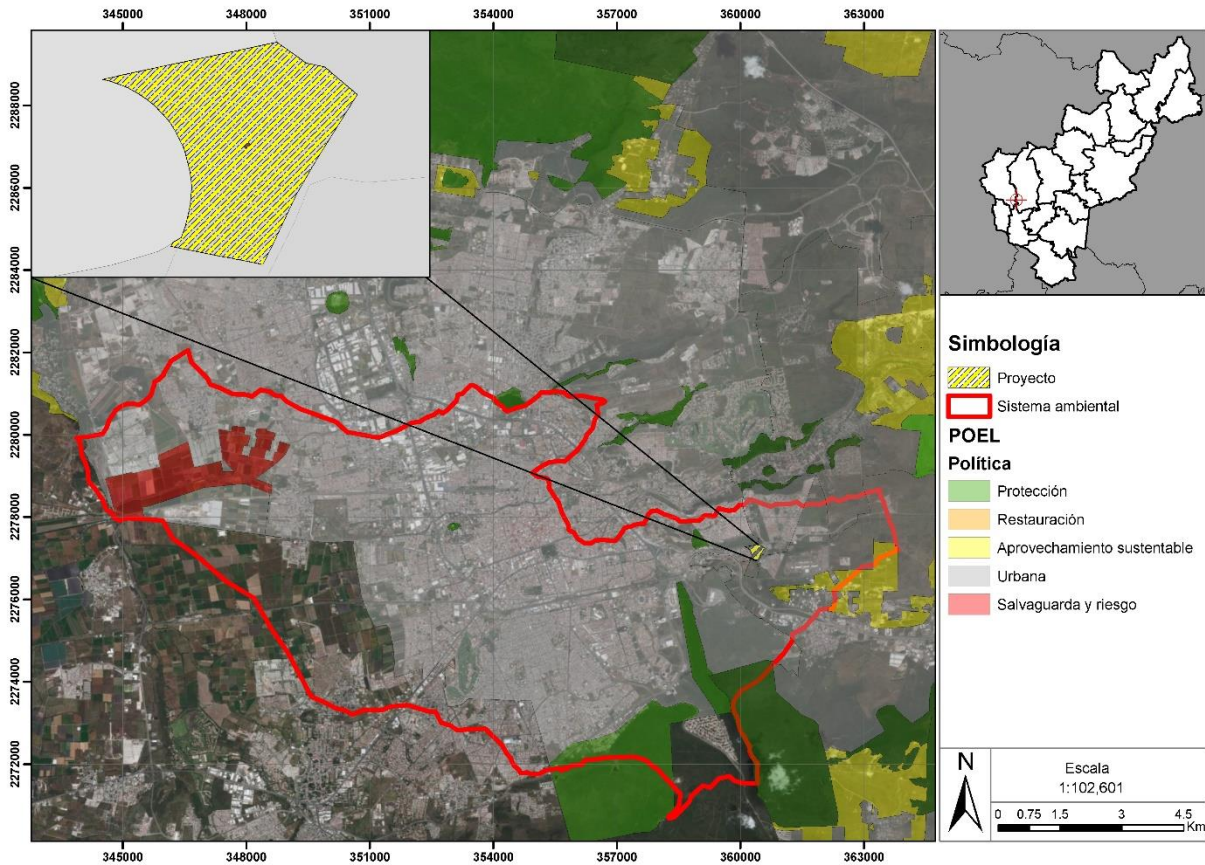 345000 348000 351000 354000 357000 360000 363000
2288000
2286000
2284000
2282000
2280000
2278000
2276000
2274000
2272000
345000 348000 351000 354000 357000 360000 363000
Simbología
Proyecto
Sistema ambiental
POEL
Política
Protección
Restauración
Aprovechamiento sustentable
Urbana
Salvaguarda y riesgo
N
Escala
1:102,601
0 0.75 1.5 3 4.5
Km